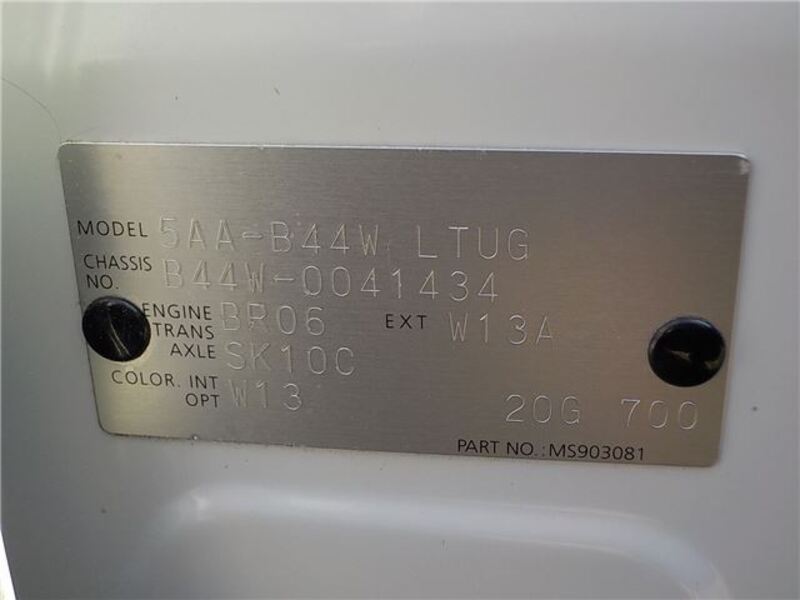 MODEL 5AA-B44W LTUG
CHASSIS NO. B44W-0041434
ENGINE BR06 EXT W13A
TRANS AXLE SK10C
COLOR. INT W13
OPT 20G 700
PART NO.:MS903081